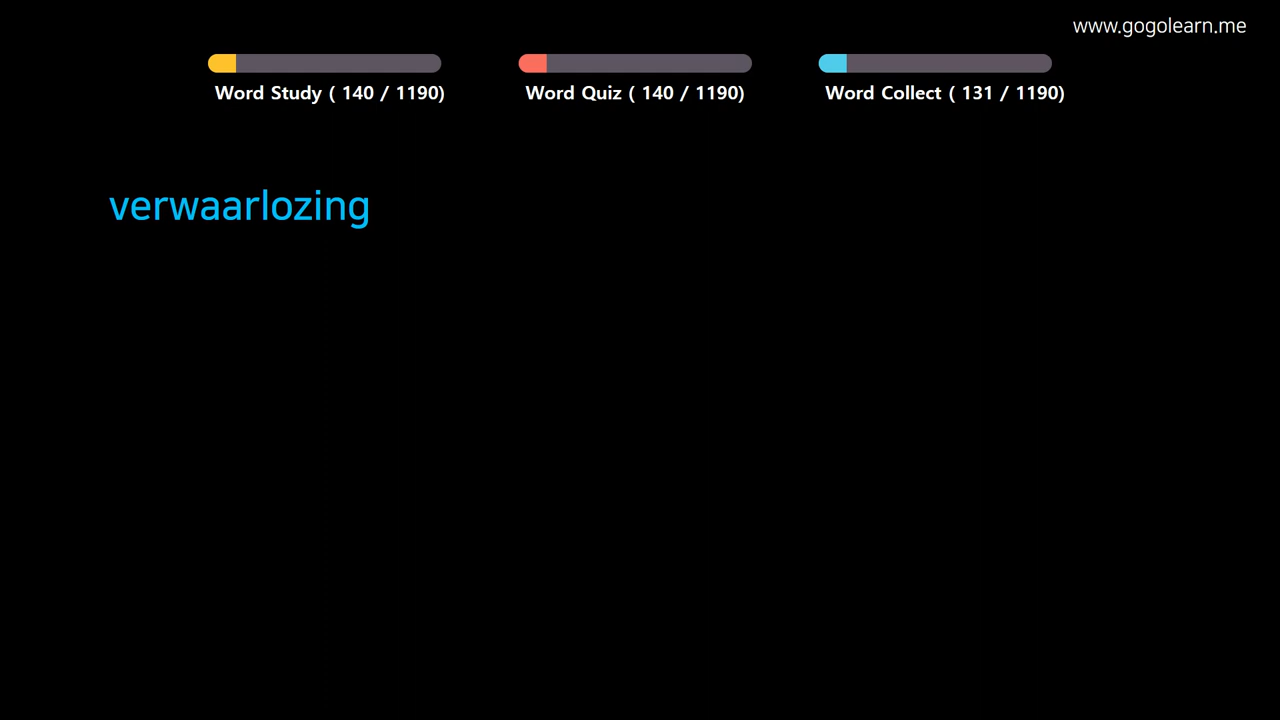 www.gogolearn.me
Word Study ( 140 / 1190)
Word Quiz ( 140 / 1190)
Word Collect ( 131 / 1190)
verwaarlozing